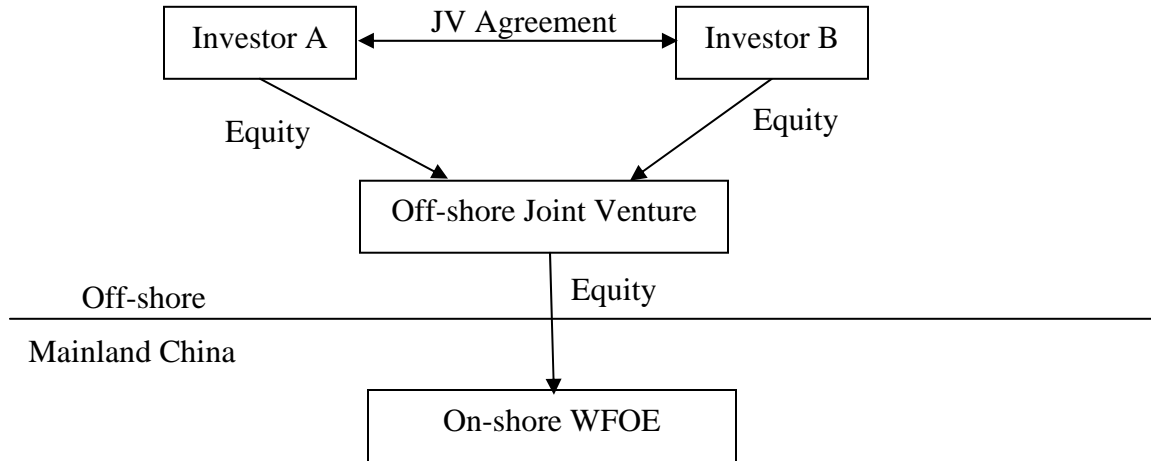 JV Agreement
Investor A
Investor B
Equity
Equity
Off-shore Joint Venture
Equity
Off-shore
Mainland China
On-shore WFOE